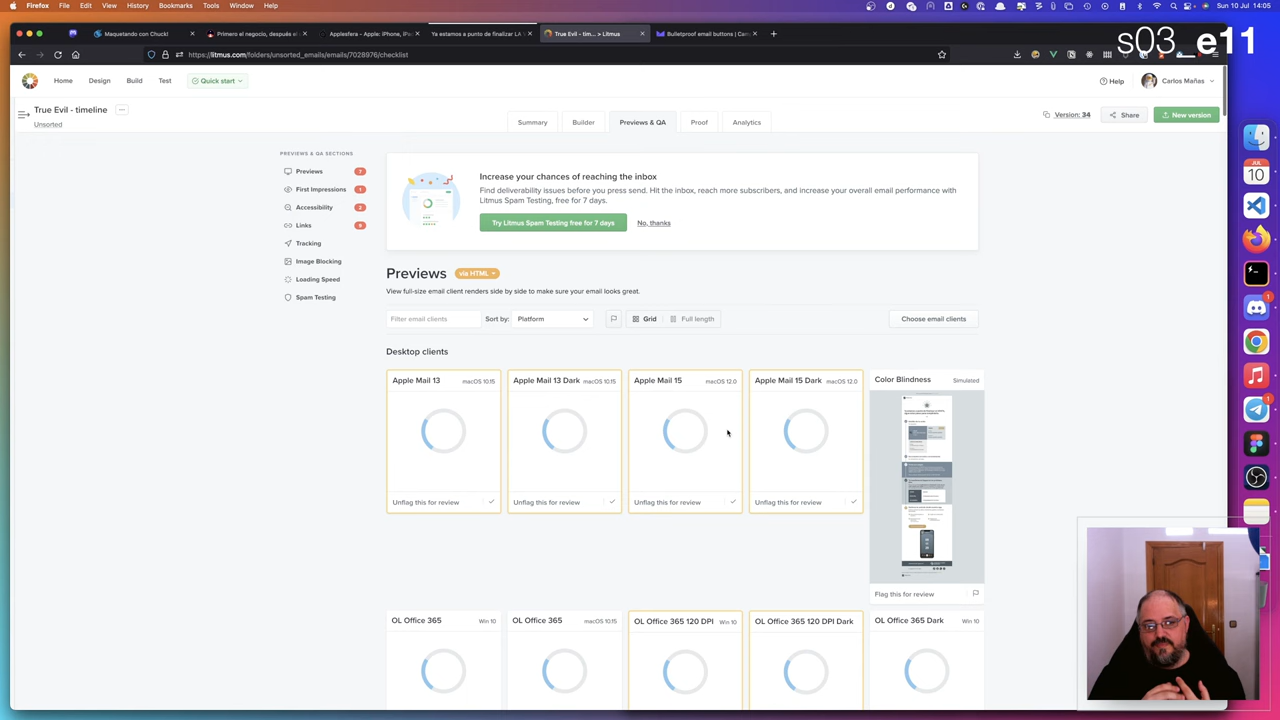 Firefox File Edit View History Bookmarks Tools Window Help
Sun 10 Jul 14:05
Maquetando con Chuck!
Primero el negocio, después el
Applesfera - Apple: iPhone, iPa
Ya estamos a punto de finalizar LA
True Evil - tim... > Litmus
Bulletproof email buttons | Cam
s03 e11
https://litmus.com/folders/unsorted_emails/emails/7028976/checklist
Home Design Build Test Quick start
Help Carlos Mañas
True Evil - timeline
Unsorted
Summary Builder Previews & QA Proof Analytics
Version: 34 Share New version
PREVIEWS & QA SECTIONS
Previews 7
First Impressions 1
Accessibility 2
Links 5
Tracking
Image Blocking
Loading Speed
Spam Testing
Increase your chances of reaching the inbox
Find deliverability issues before you press send. Hit the inbox, reach more subscribers, and increase your overall email performance with
Litmus Spam Testing, free for 7 days.
Try Litmus Spam Testing free for 7 days No, thanks
Previews via HTML
View full-size email client renders side by side to make sure your email looks great.
Filter email clients Sort by: Platform Grid Full length Choose email clients
Desktop clients
Apple Mail 13 macOS 10.15
Apple Mail 13 Dark macOS 10.15
Apple Mail 15 macOS 12.0
Apple Mail 15 Dark macOS 12.0
Color Blindness Simulated
Unflag this for review
Unflag this for review
Unflag this for review
Unflag this for review
Flag this for review
OL Office 365 Win 10
OL Office 365 macOS 10.15
OL Office 365 120 DPI Win 10
OL Office 365 120 DPI Dark
OL Office 365 Dark Win 10
JUL
10
1
1